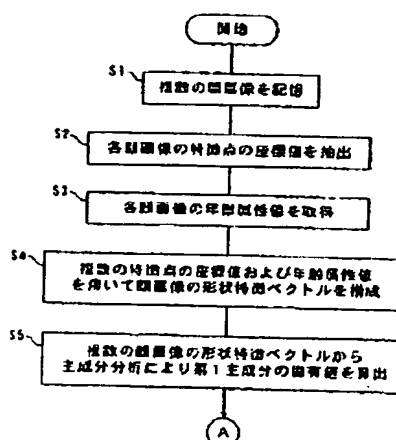 開始
S1
複数の顔画像を記憶
S2
各顔画像の特徴点の座標値を抽出
S3
各顔画像の年齢属性値を取得
S4
複数の特徴点の座標値および年齢属性値
を用いて顔画像の形状特徴ベクトルを構成
S5
複数の顔画像の形状特徴ベクトルから
主成分分析により第1主成分の固有値を算出
A